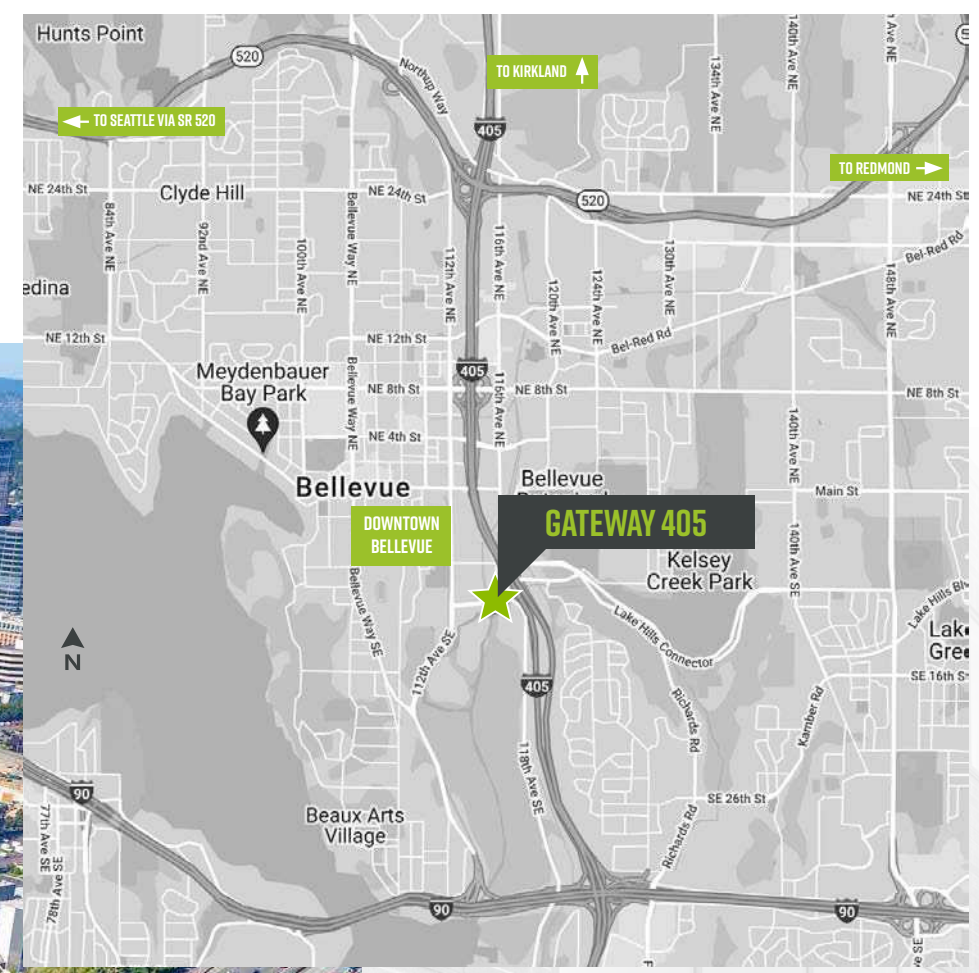 Hunts Point
520
Northup Way
TO KIRKLAND
134th Ave NE
140th Ave NE
Ave NE
TO SEATTLE VIA SR 520
405
TO REDMOND
NE 24th St
Clyde Hill
NE 24th St
520
NE 24th St
84th Ave NE
92nd Ave NE
100th Ave NE
Bellevue Way NE
112th Ave NE
116th Ave NE
120th Ave NE
124th Ave NE
130th Ave NE
148th Ave NE
Bel-Red Rd
edina
NE 12th St
NE 12th St
Bel-Red Rd
Meydenbauer
Bay Park
405
NE 8th St
NE 8th St
NE 8th St
Bellevue Way NE
116th Ave NE
140th Ave NE
NE 4th St
Bellevue
Bellevue
Main St
DOWNTOWN
BELLEVUE
GATEWAY 405
Kelsey
Creek Park
140th Ave SE
Bellevue Way SE
Lake Hills Connector
Lake Hills
N
112th Ave SE
SE 16th
405
Richards Rd
Kamber Rd
118th Ave SE
90
77th Ave SE
78th Ave SE
SE
Beaux Arts
Village
SE 26th St
Richards Rd
90
90
SE